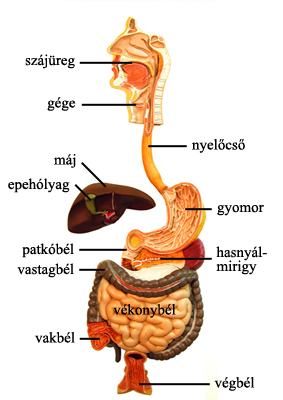 szájüreg
gége
nyelőcső
máj
epehólyag
gyomor
patkóbél
hasnyál-
mirigy
vastagbél
vékonybél
vakbél
végbél